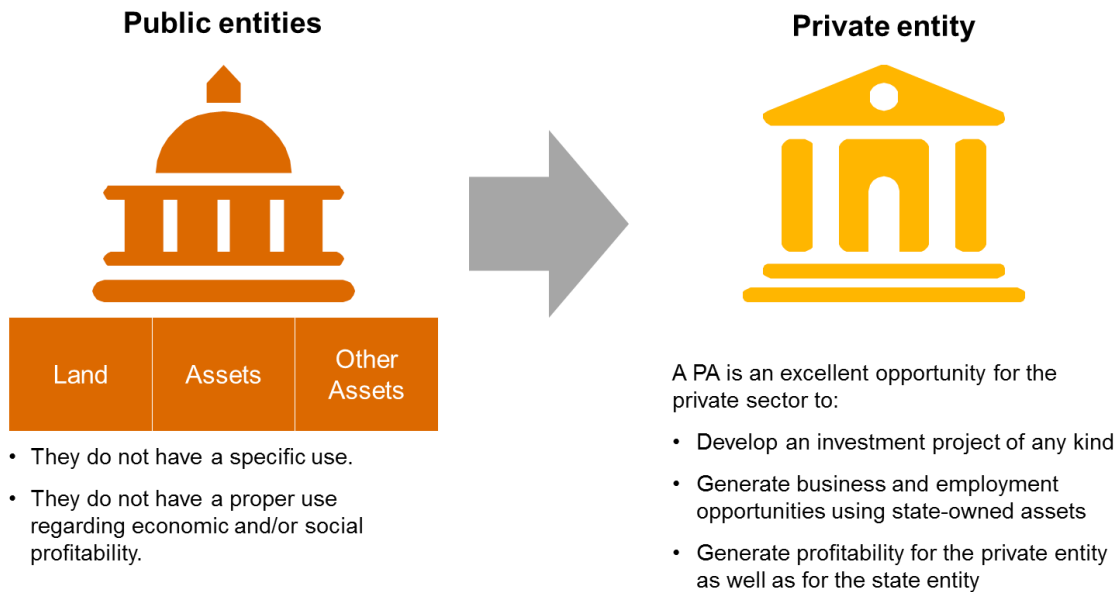 Public entities
Land
Assets
Other
Assets
• They do not have a specific use.
• They do not have a proper use
regarding economic and/or social
profitability.
Private entity
A PA is an excellent opportunity for the
private sector to:
• Develop an investment project of any kind
• Generate business and employment
opportunities using state-owned assets
• Generate profitability for the private entity
as well as for the state entity